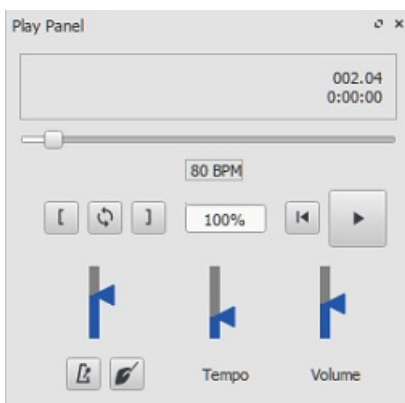 Play Panel
002.04
0:00:00
80 BPM
[ ] 100%
Tempo Volume